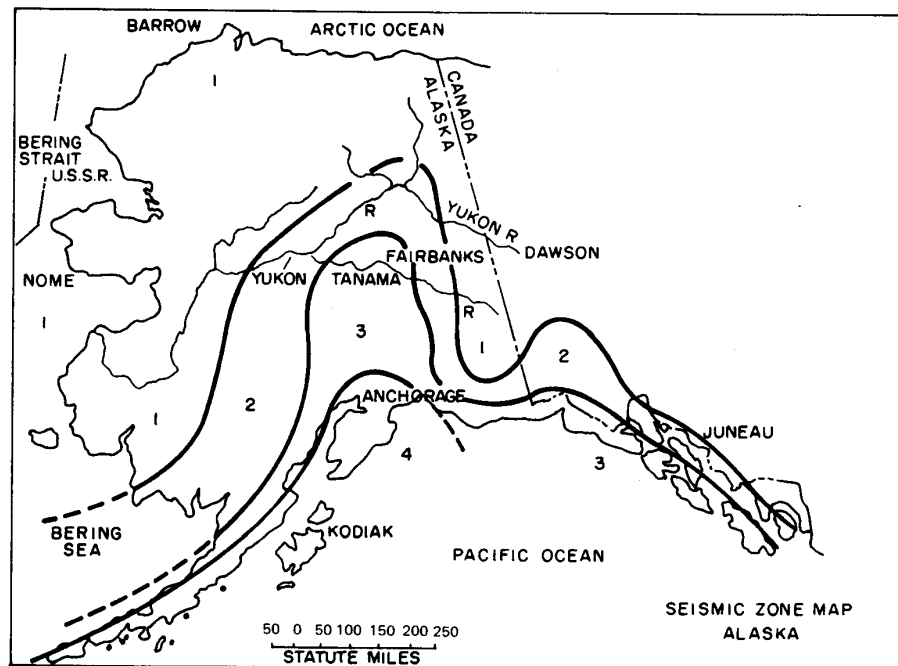 BARROW
ARCTIC OCEAN
1
CANADA
ALASKA
BERING
STRAIT
U.S.S.R.
R
YUKON R
DAWSON
FAIRBANKS
NOME
YUKON
TANAMA
R
1
3
1
2
2
1
ANCHORAGE
JUNEAU
4
3
BERING
SEA
KODIAK
PACIFIC OCEAN
SEISMIC ZONE MAP
ALASKA
50 0 50 100 150 200 250
STATUTE MILES